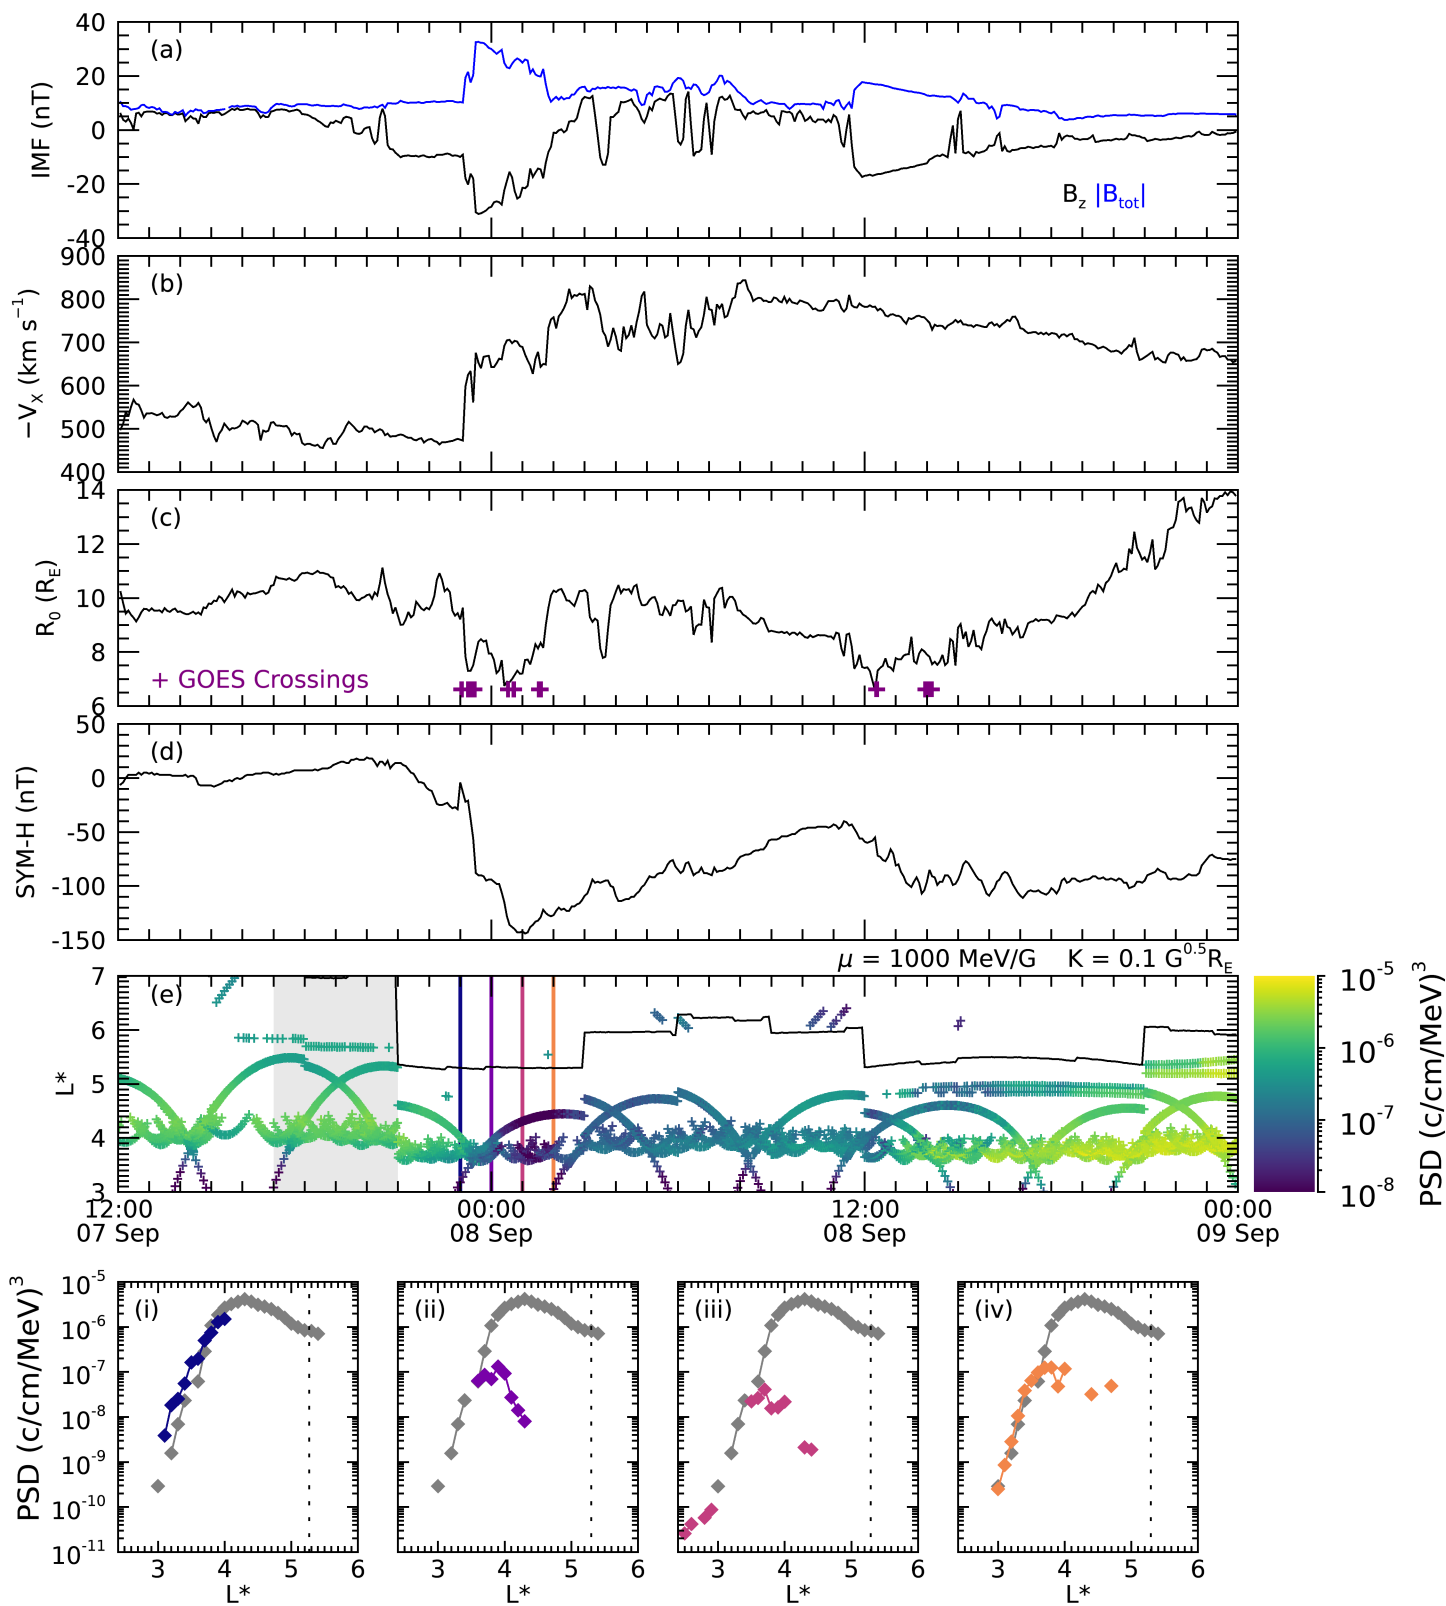 (a)
IMF (nT)
40
20
0
-20
-40
B_z |B_tot|
(b)
−V_X (km s^−1)
900
800
700
600
500
400
(c)
R_0 (R_E)
14
12
10
8
6
+ GOES Crossings
(d)
SYM-H (nT)
50
0
-50
-100
-150
μ = 1000 MeV/G K = 0.1 G^0.5R_E
(e)
L*
7
6
5
4
3
12:00 00:00 12:00 00:00
07 Sep 08 Sep 08 Sep 09 Sep
10^-5
10^-6
10^-7
10^-8
PSD (c/cm/MeV)^3
PSD (c/cm/MeV)^3
10^-5
10^-6
10^-7
10^-8
10^-9
10^-10
10^-11
(i) (ii) (iii) (iv)
3 4 5 6 3 4 5 6 3 4 5 6 3 4 5 6
L* L* L* L*